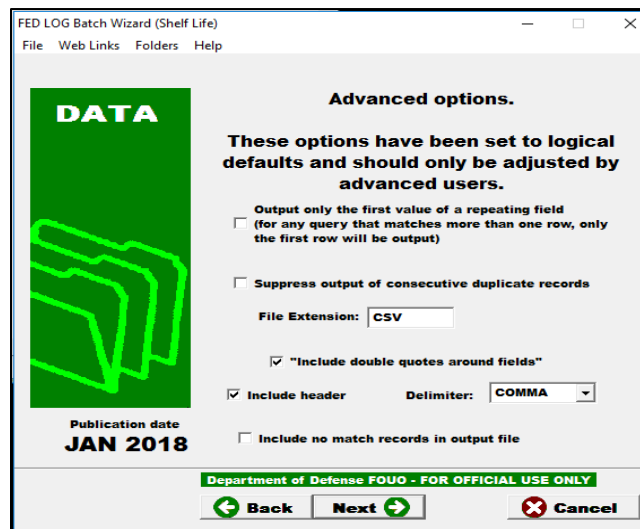 FED LOG Batch Wizard (Shelf Life)
File Web Links Folders Help
DATA
Advanced options.
These options have been set to logical
defaults and should only be adjusted by
advanced users.
Output only the first value of a repeating field
(for any query that matches more than one row, only
the first row will be output)
Suppress output of consecutive duplicate records
File Extension: CSV
"Include double quotes around fields"
Include header Delimiter: COMMA
Publication date
JAN 2018
Include no match records in output file
Department of Defense FOUO - FOR OFFICIAL USE ONLY
Back Next Cancel